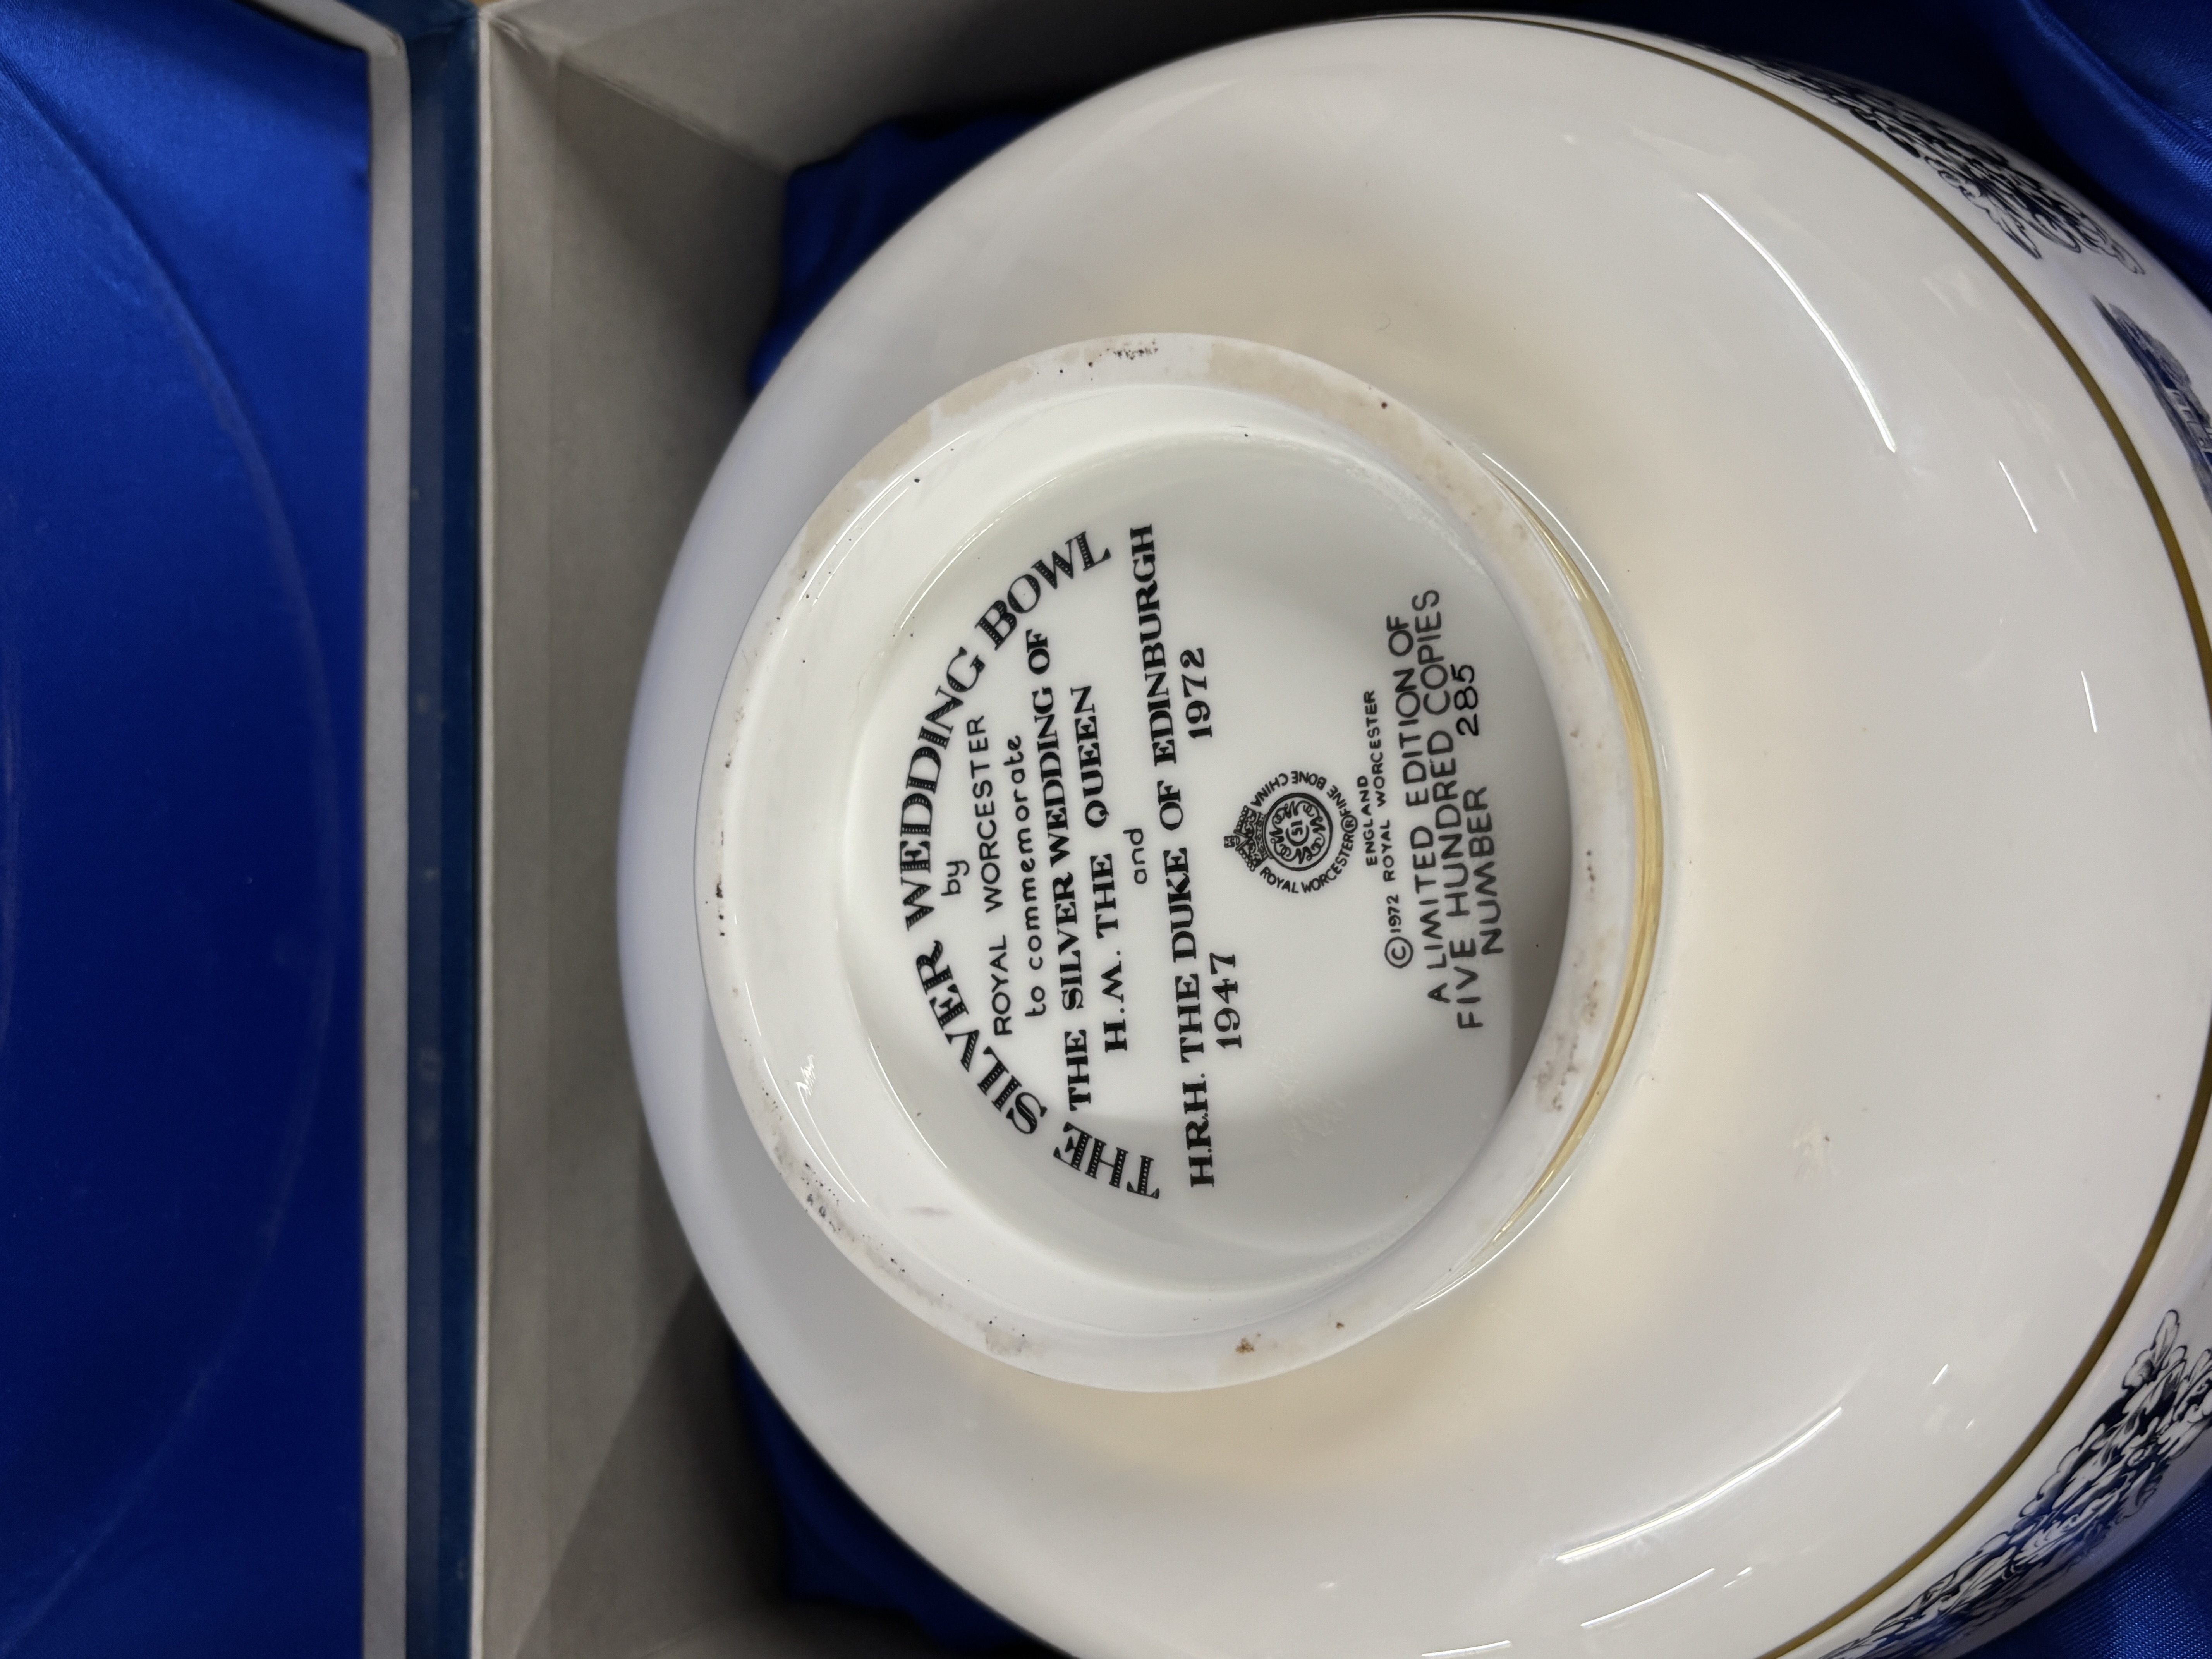 THE SILVER WEDDING BOWL
by
ROYAL WORCESTER
to commemorate
THE SILVER WEDDING OF
H.M. THE QUEEN
and
H.R.H. THE DUKE OF EDINBURGH
1947 1972
ROYAL WORCESTER® FINE BONE CHINA
51
ENGLAND
© 1972 ROYAL WORCESTER
A LIMITED EDITION OF
FIVE HUNDRED COPIES
NUMBER 285